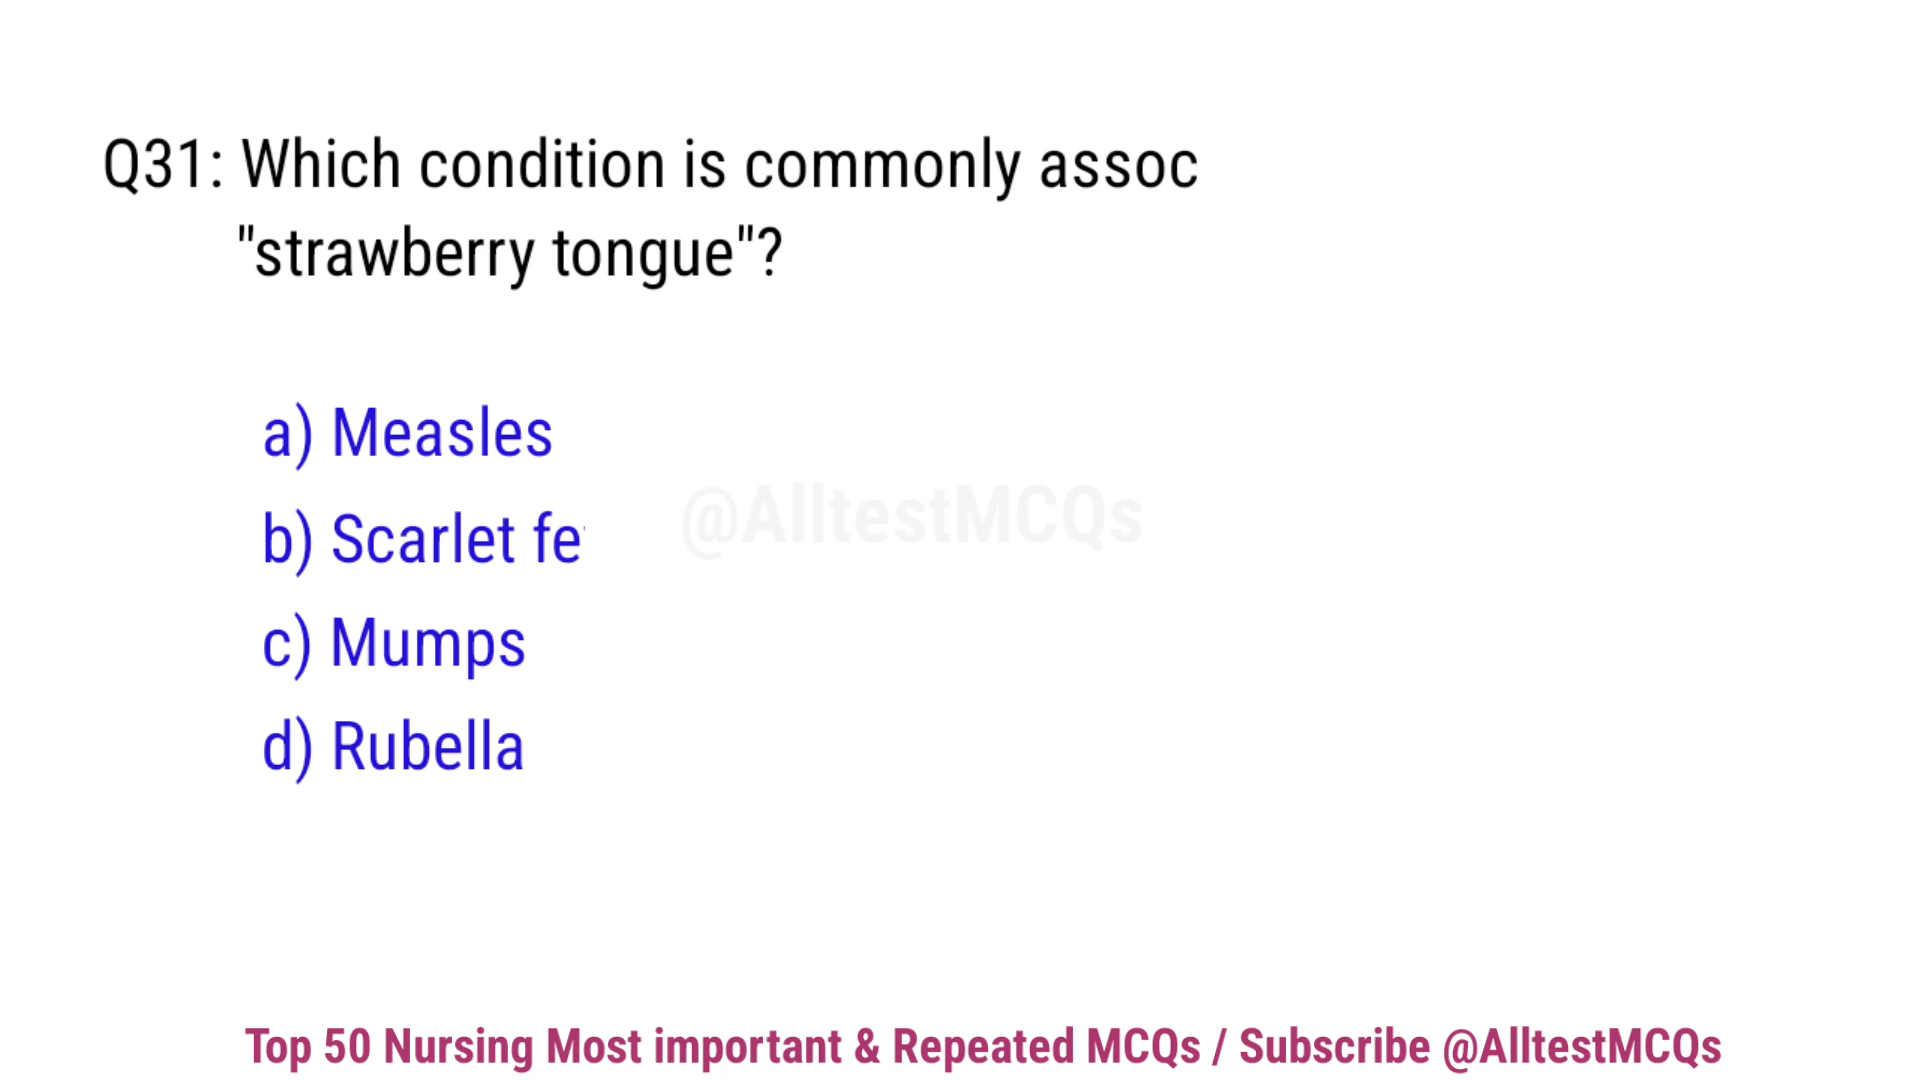 Q31: Which condition is commonly assoc
"strawberry tongue"?
a) Measles
b) Scarlet fe
c) Mumps
d) Rubella
@AlltestMCQs
Top 50 Nursing Most important & Repeated MCQs / Subscribe @AlltestMCQs